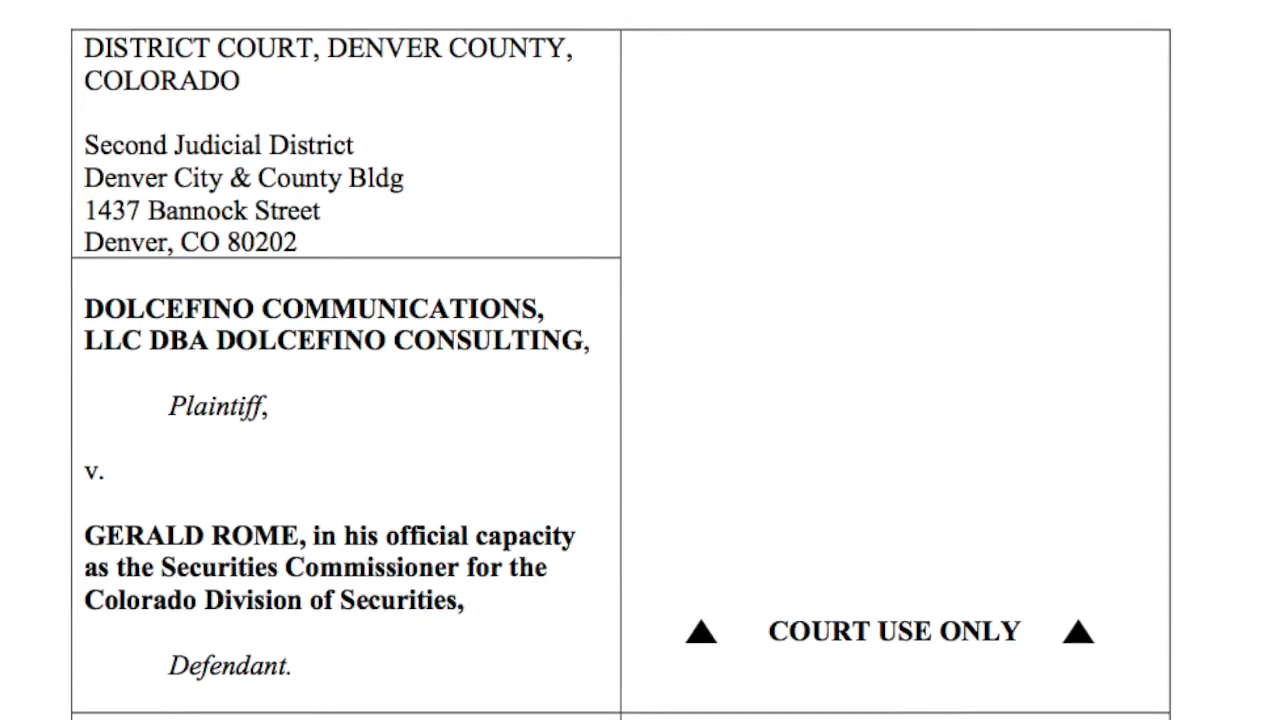 DISTRICT COURT, DENVER COUNTY,
COLORADO
Second Judicial District
Denver City & County Bldg
1437 Bannock Street
Denver, CO 80202
DOLCEFINO COMMUNICATIONS,
LLC DBA DOLCEFINO CONSULTING,
Plaintiff,
v.
GERALD ROME, in his official capacity
as the Securities Commissioner for the
Colorado Division of Securities,
Defendant.
▲ COURT USE ONLY ▲